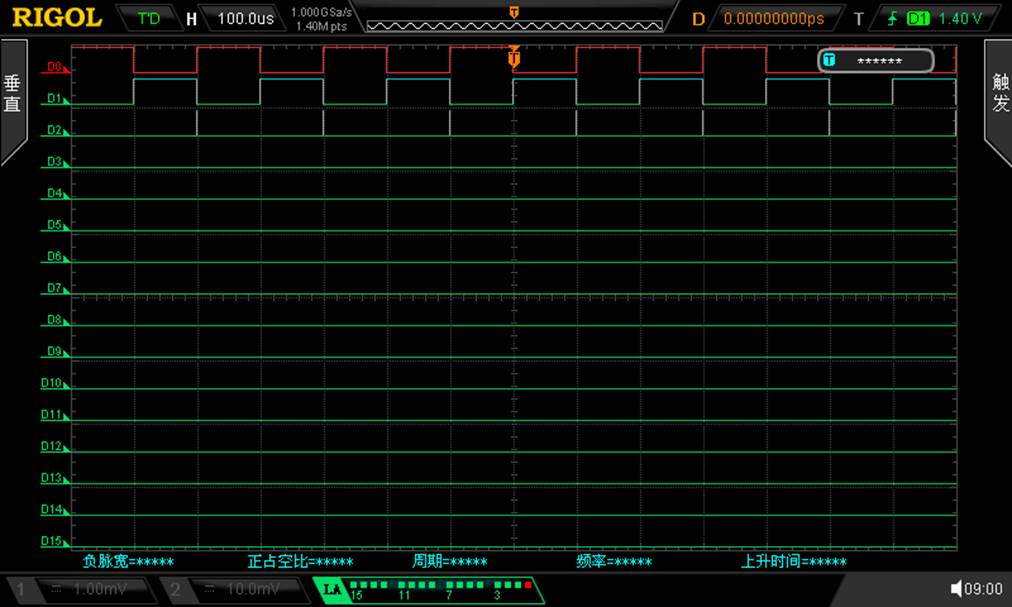 RIGOL T'D H 100.0us 1.000GSa/s 1.40Mpts D 0.00000000ps T D1 1.40 V
T
T ******
垂直
触发
D0
D1
D2
D3
D4
D5
D6
D7
D8
D9
D10
D11
D12
D13
D14
D15
负脉宽=***** 正占空比=***** 周期=***** 频率=***** 上升时间=*****
1 1.00mV 2 10.0mV LA 15 11 7 3 09:00